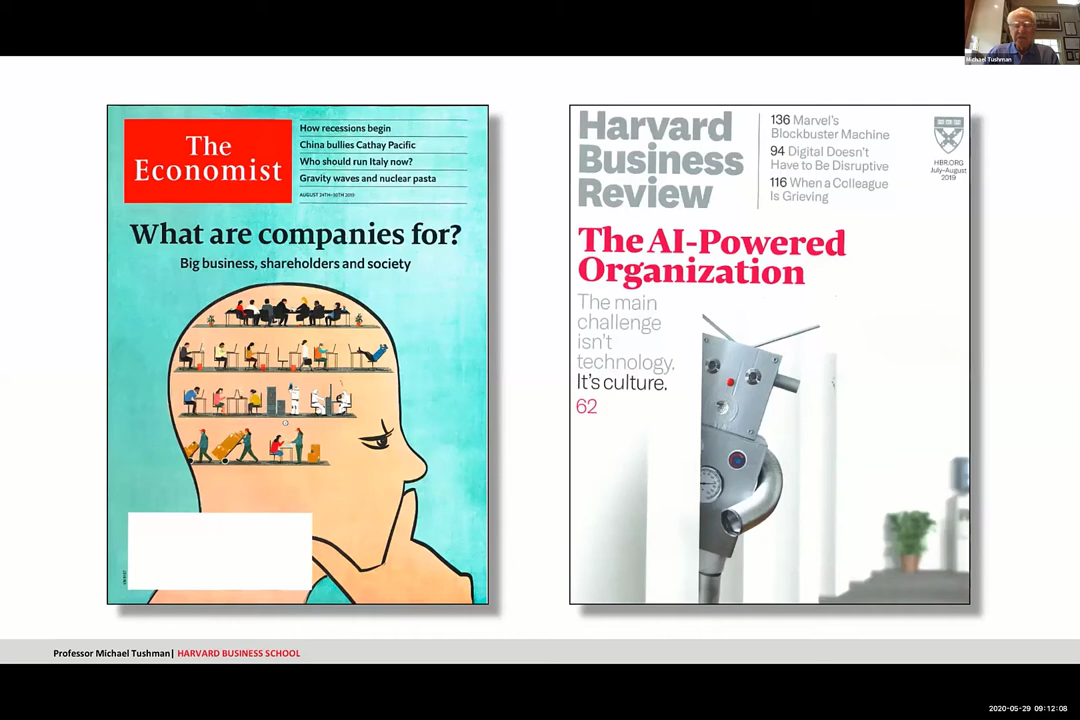 Michael Tushman
The
Economist
How recessions begin
China bullies Cathay Pacific
Who should run Italy now?
Gravity waves and nuclear pasta
AUGUST 24TH–30TH 2019
What are companies for?
Big business, shareholders and society
Harvard
Business
Review
136 Marvel's
Blockbuster Machine
94 Digital Doesn't
Have to Be Disruptive
116 When a Colleague
Is Grieving
HBR.ORG
July–August
2019
The AI-Powered
Organization
The main
challenge
isn't
technology.
It's culture.
62
Professor Michael Tushman| HARVARD BUSINESS SCHOOL
2020-05-29 09:12:08